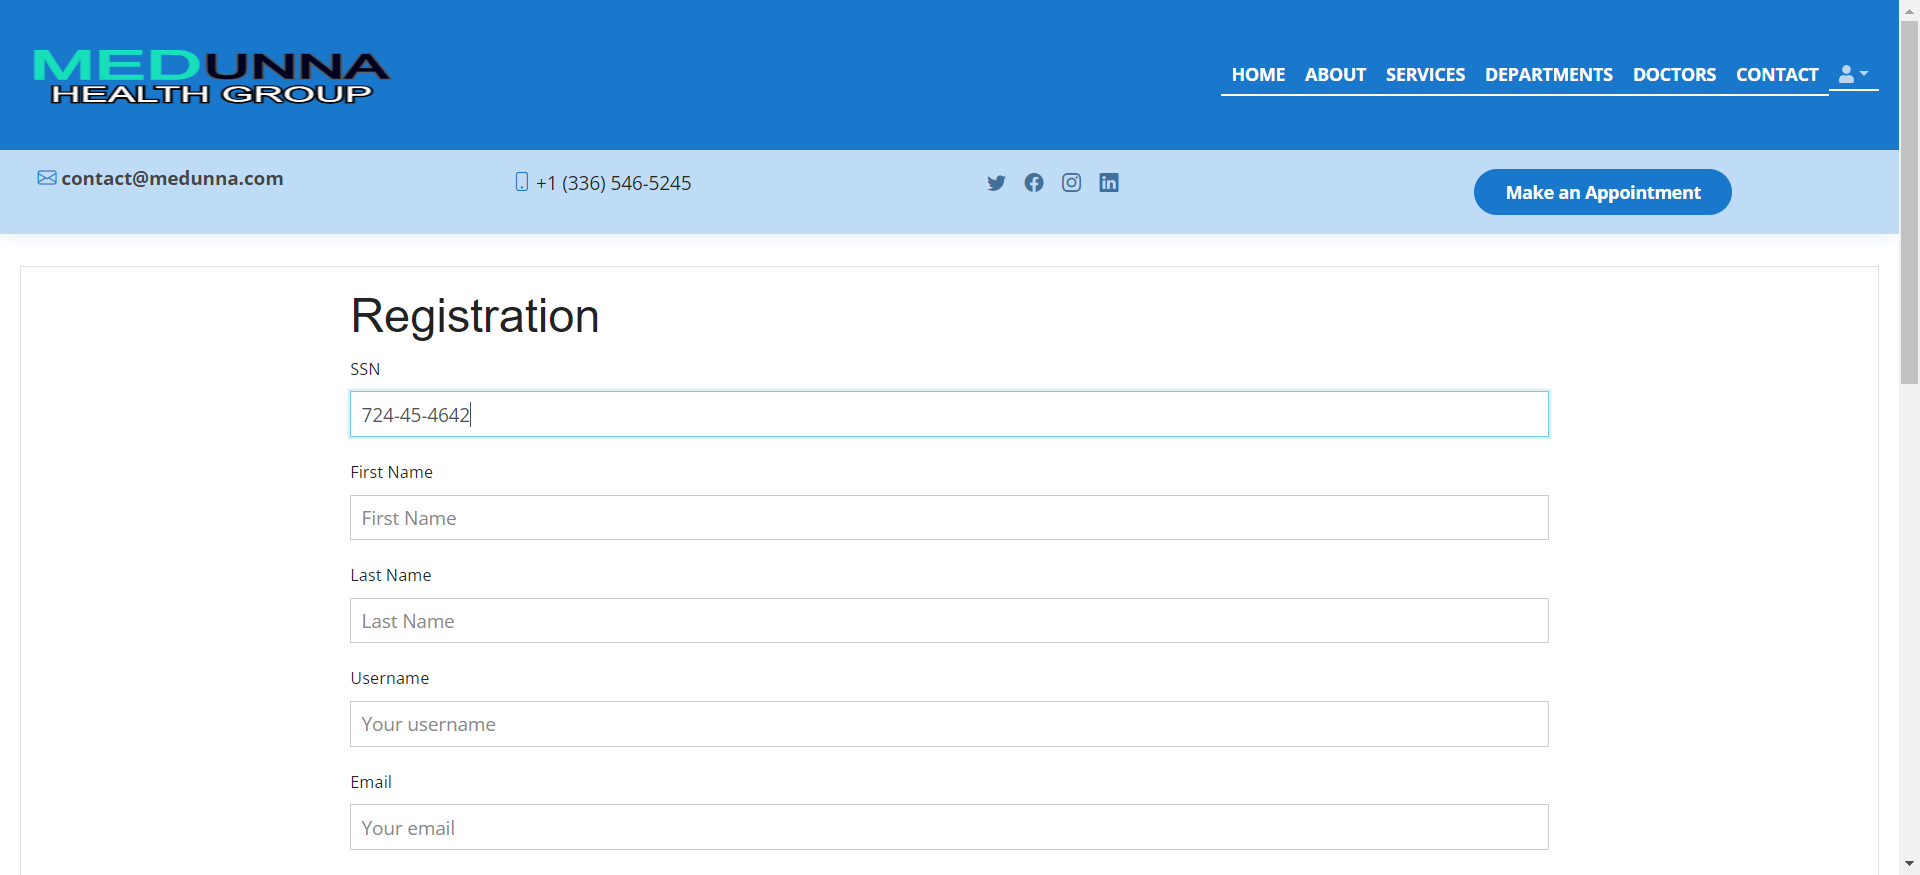 MEDUNNA
HEALTH GROUP
HOME ABOUT SERVICES DEPARTMENTS DOCTORS CONTACT
contact@medunna.com
+1 (336) 546-5245
Make an Appointment
Registration
SSN
724-45-4642
First Name
First Name
Last Name
Last Name
Username
Your username
Email
Your email